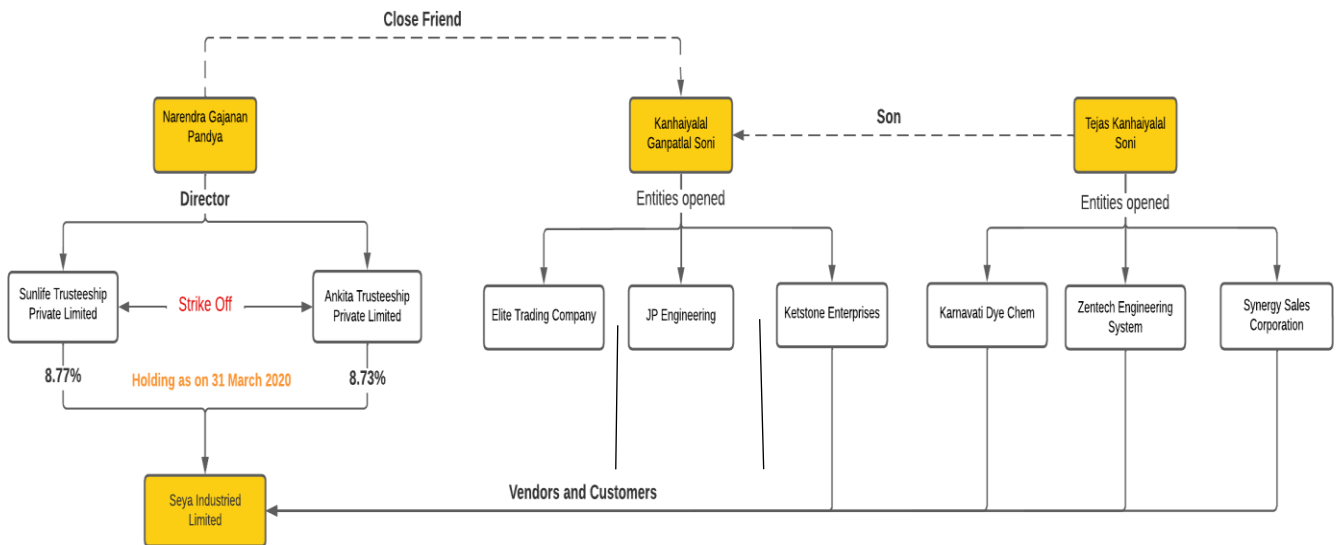 Close Friend
Narendra Gajanan
Pandya
Kanhaiyalal
Ganpatlal Soni
Son
Tejas Kanhaiyalal
Soni
Director
Entities opened
Entities opened
Sunlife Trusteeship
Private Limited
Strike Off
Ankita Trusteeship
Private Limited
Elite Trading Company
JP Engineering
Ketstone Enterprises
Karnavati Dye Chem
Zentech Engineering
System
Synergy Sales
Corporation
8.77%
Holding as on 31 March 2020
8.73%
Seya Industried
Limited
Vendors and Customers